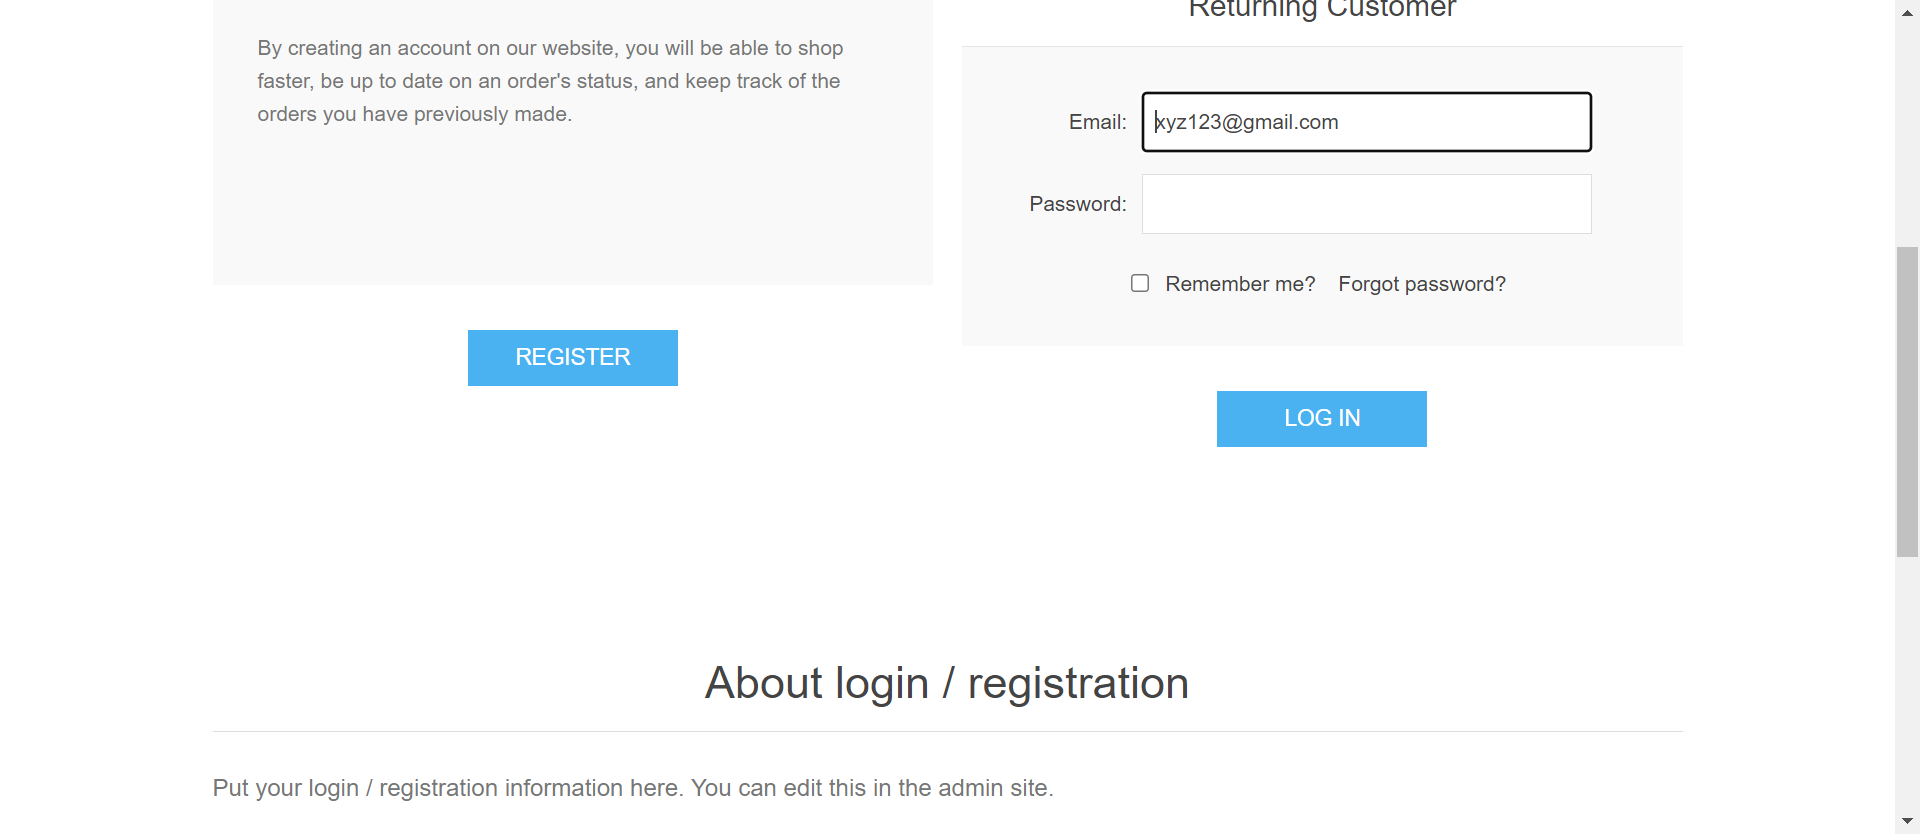 By creating an account on our website, you will be able to shop
faster, be up to date on an order's status, and keep track of the
orders you have previously made.
REGISTER
Returning Customer
Email: xyz123@gmail.com
Password:
Remember me? Forgot password?
LOG IN
About login / registration
Put your login / registration information here. You can edit this in the admin site.